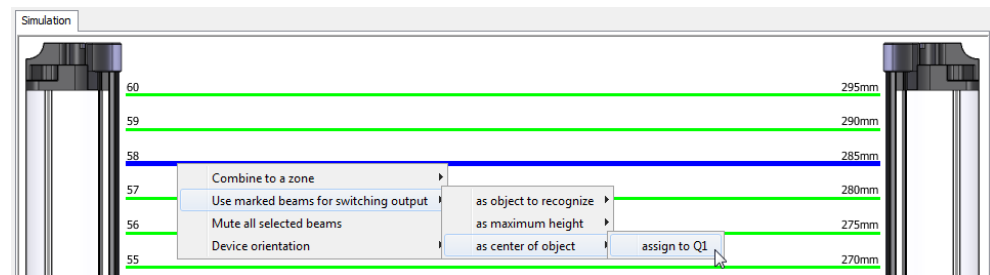 Simulation
60 295mm
59 290mm
58 285mm
Combine to a zone
57 280mm
Use marked beams for switching output as object to recognize
56 Mute all selected beams as maximum height 275mm
Device orientation as center of object assign to Q1
55 270mm